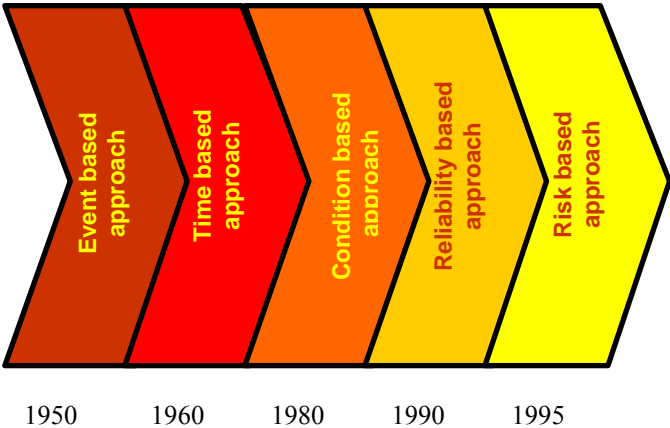 Event based
approach
Time based
approach
Condition based
approach
Reliability based
approach
Risk based
approach
1950
1960
1980
1990
1995